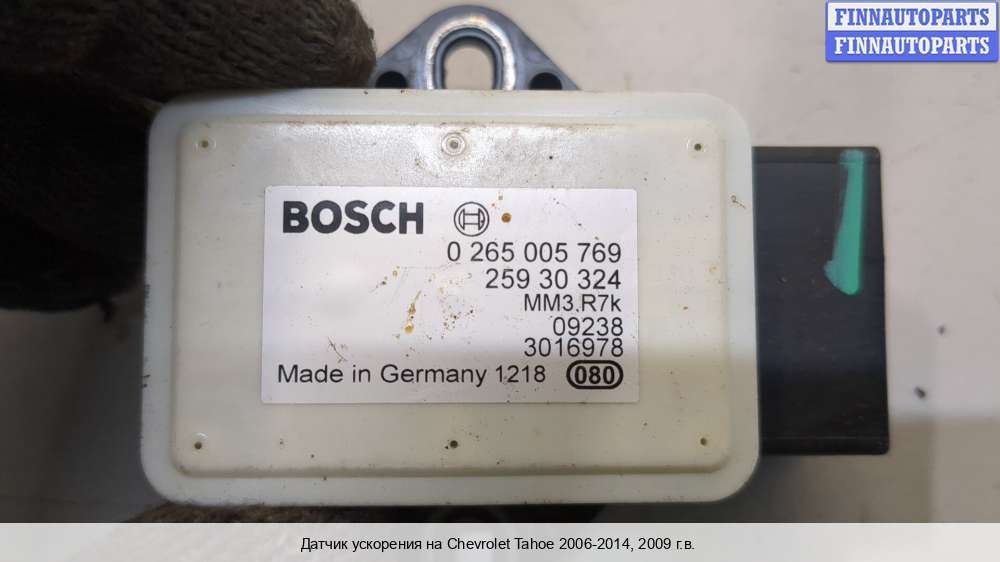 FINNAUTOPARTS
FINNAUTOPARTS
BOSCH
0 265 005 769
259 30 324
MM3.R7k
09238
3016978
Made in Germany 1218 080
Датчик ускорения на Chevrolet Tahoe 2006-2014, 2009 г.в.